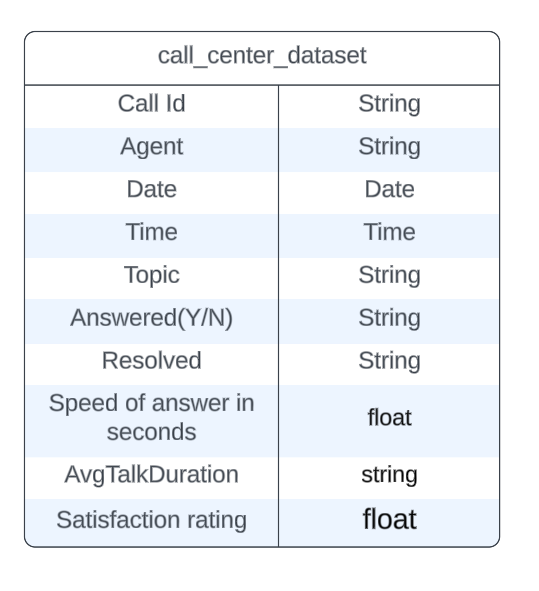 call_center_dataset
Call Id String
Agent String
Date Date
Time Time
Topic String
Answered(Y/N) String
Resolved String
Speed of answer in
seconds float
AvgTalkDuration string
Satisfaction rating float